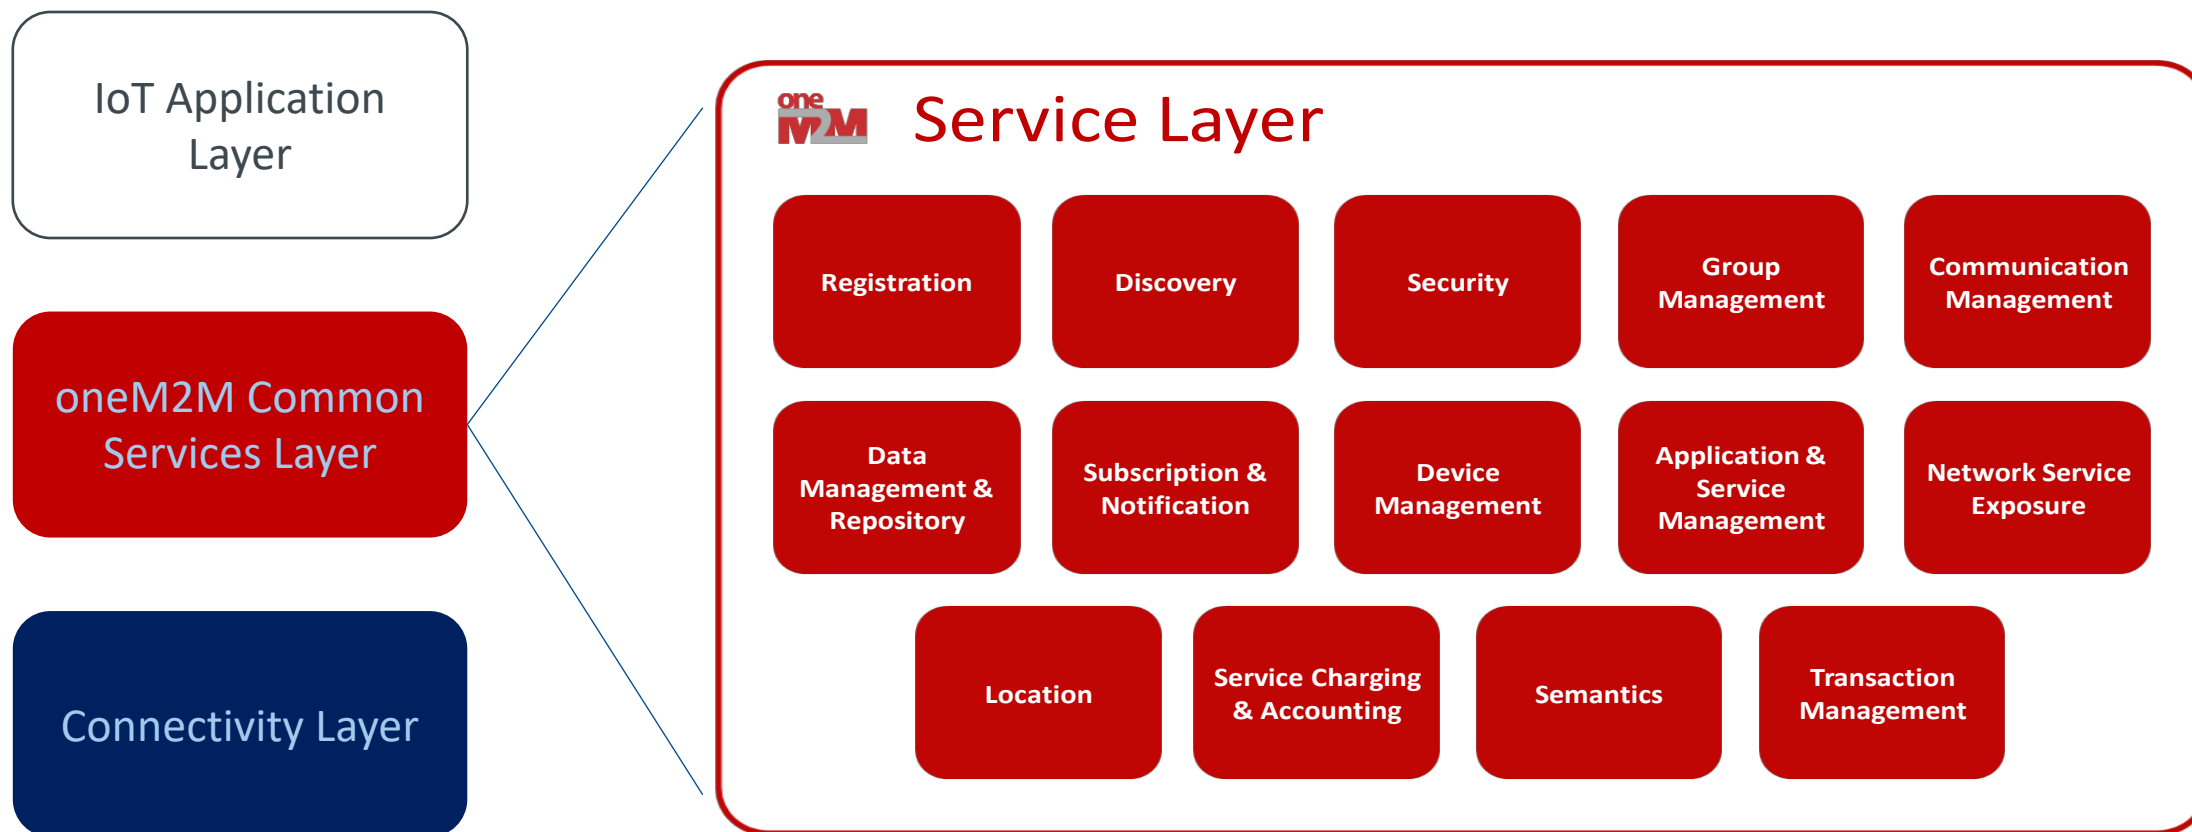 IoT Application
Layer
oneM2M Common
Services Layer
Connectivity Layer
one
M2M
Service Layer
Registration
Discovery
Security
Group
Management
Communication
Management
Data
Management &
Repository
Subscription &
Notification
Device
Management
Application &
Service
Management
Network Service
Exposure
Location
Service Charging
& Accounting
Semantics
Transaction
Management